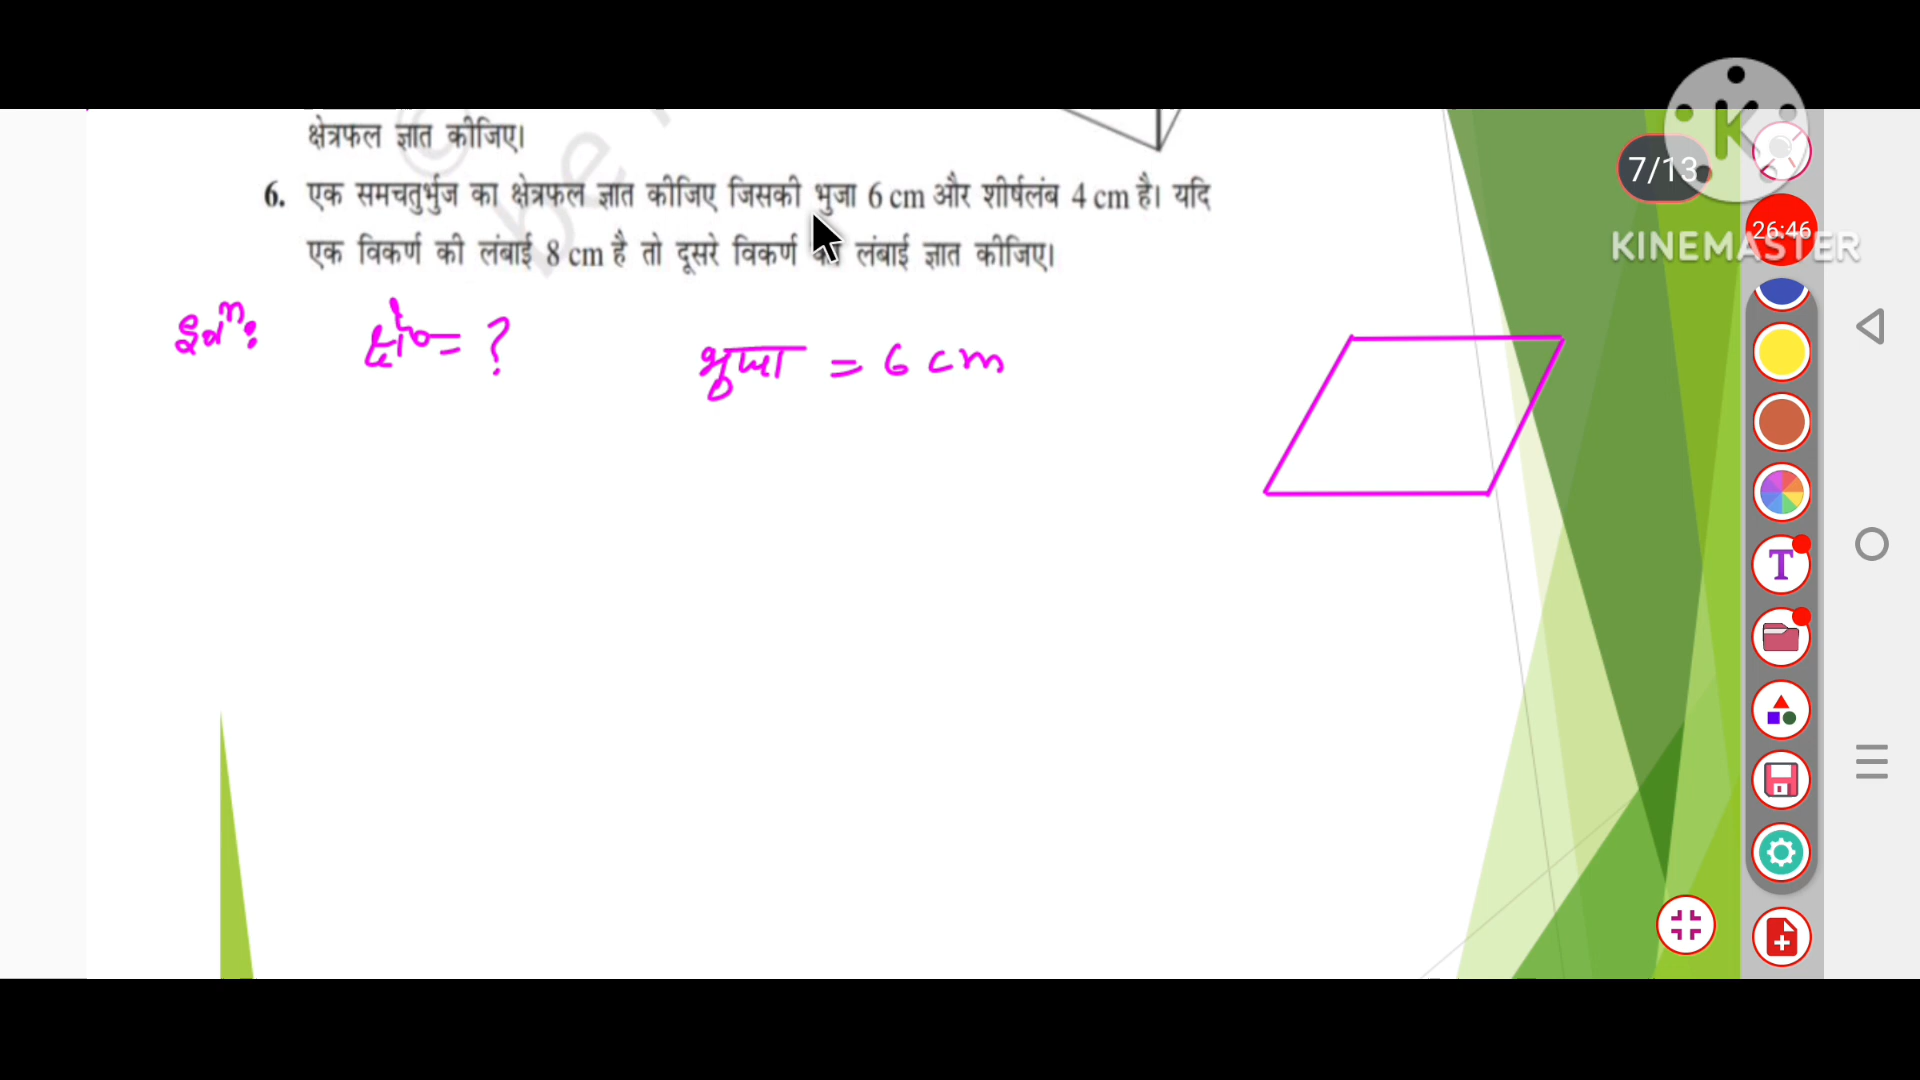 क्षेत्रफल ज्ञात कीजिए।
6. एक समचतुर्भुज का क्षेत्रफल ज्ञात कीजिए जिसकी भुजा 6 cm और शीर्षलंब 4 cm है। यदि
एक विकर्ण की लंबाई 8 cm है तो दूसरे विकर्ण की लंबाई ज्ञात कीजिए।
क्षे० = ?
भुजा = 6 cm
7/13
26:46
KINEMASTER
K
T